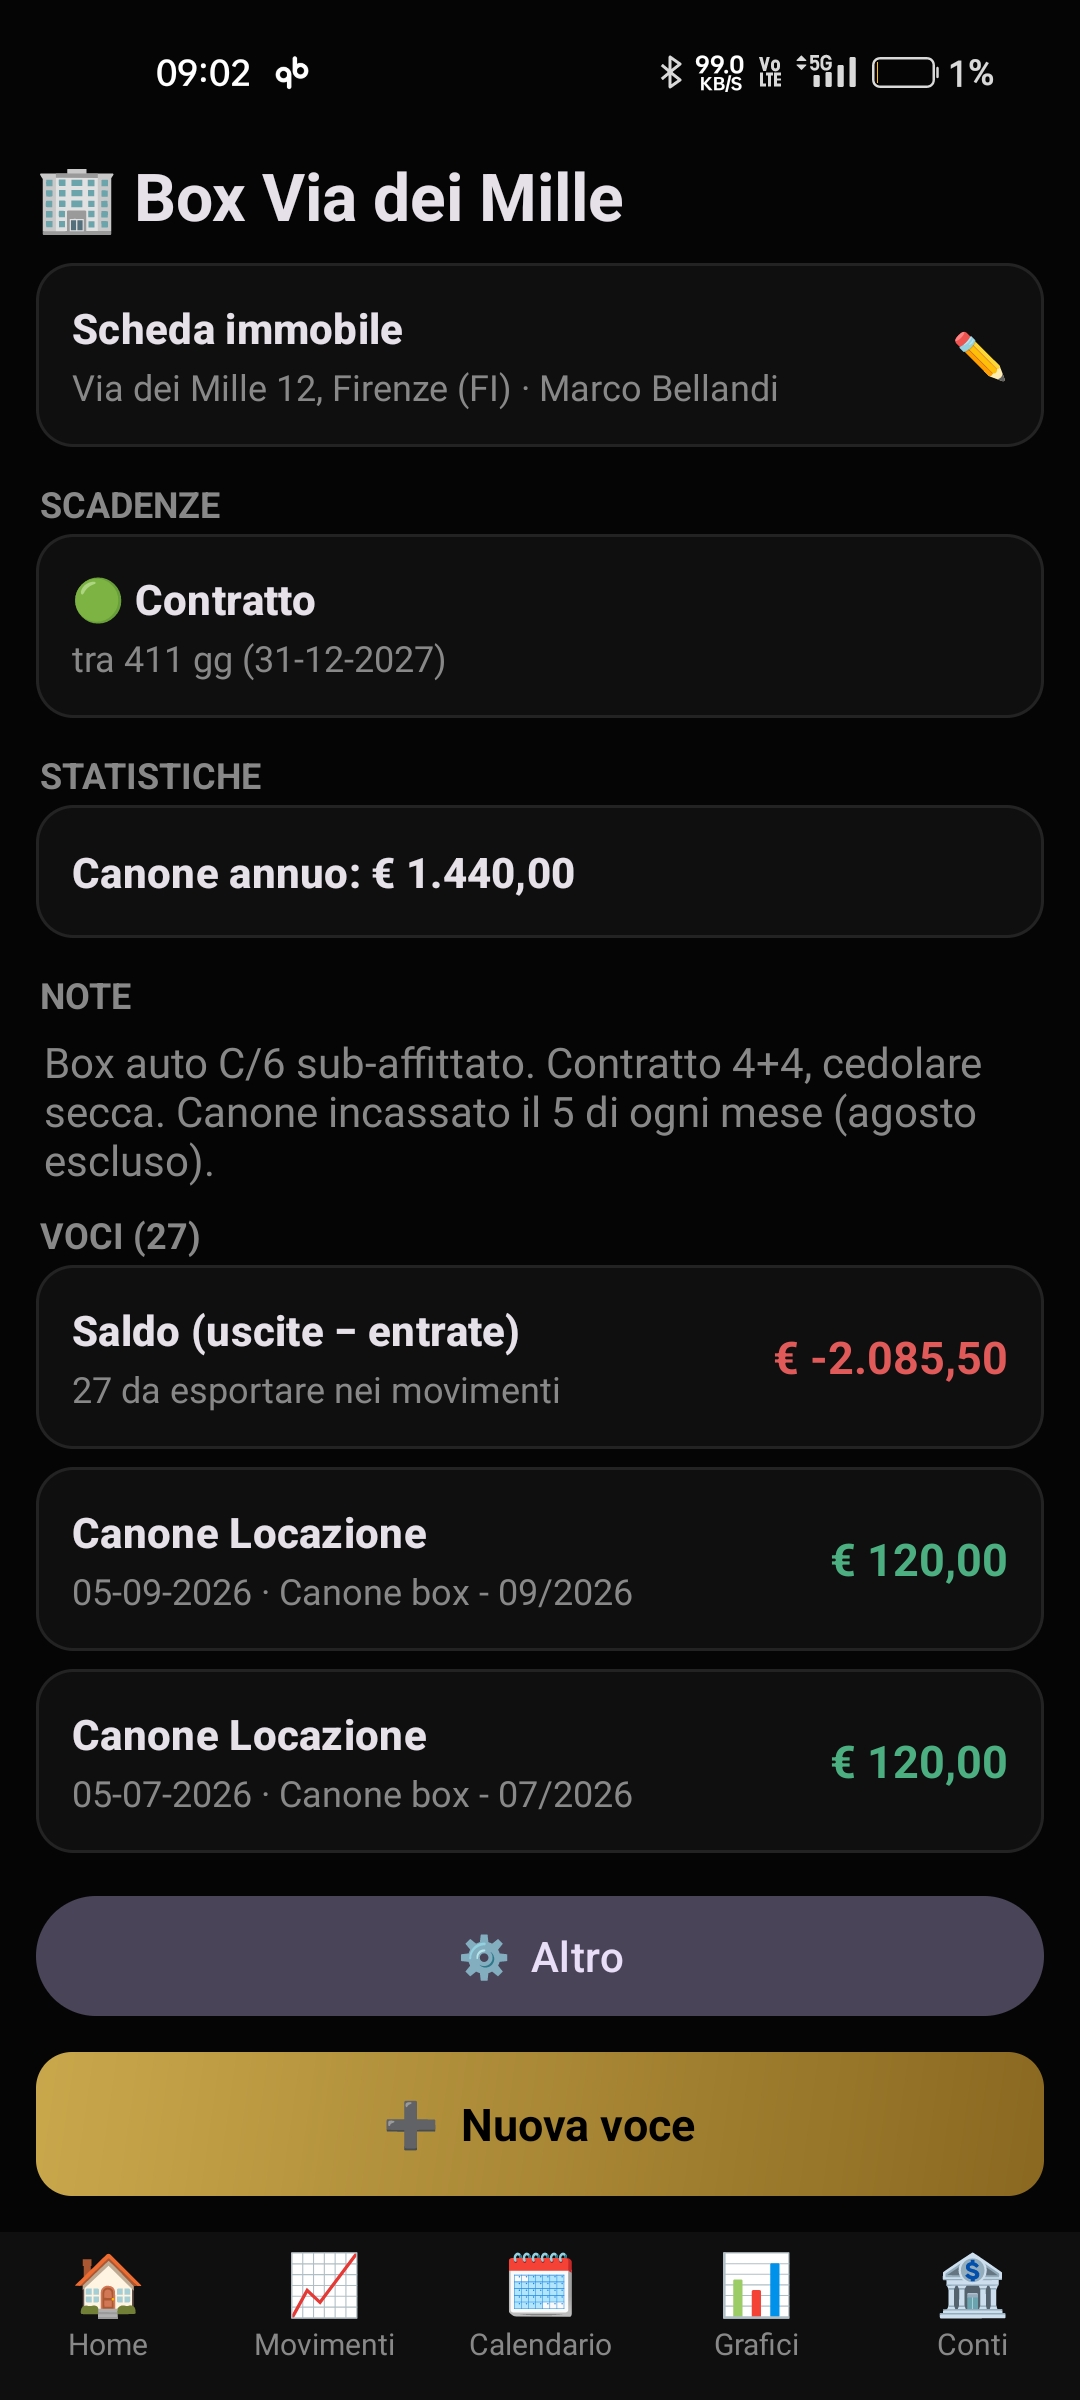 09:02
99.0 KB/S Vo LTE 5G 1%
Box Via dei Mille
Scheda immobile
Via dei Mille 12, Firenze (FI) · Marco Bellandi
SCADENZE
Contratto
tra 411 gg (31-12-2027)
STATISTICHE
Canone annuo: € 1.440,00
NOTE
Box auto C/6 sub-affittato. Contratto 4+4, cedolare
secca. Canone incassato il 5 di ogni mese (agosto
escluso).
VOCI (27)
Saldo (uscite − entrate)
€ -2.085,50
27 da esportare nei movimenti
Canone Locazione
€ 120,00
05-09-2026 · Canone box - 09/2026
Canone Locazione
€ 120,00
05-07-2026 · Canone box - 07/2026
Altro
Nuova voce
Home Movimenti Calendario Grafici Conti